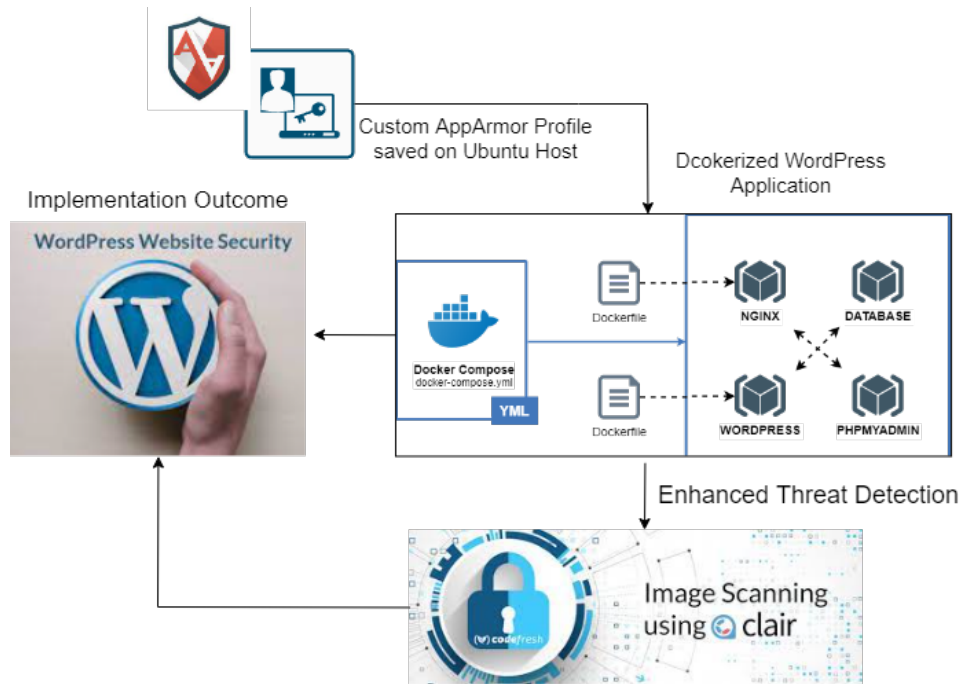 Custom AppArmor Profile
saved on Ubuntu Host
Dcokerized WordPress
Application
Implementation Outcome
WordPress Website Security
Docker Compose
docker-compose.yml
YML
Dockerfile
NGINX
DATABASE
Dockerfile
WORDPRESS
PHPMYADMIN
Enhanced Threat Detection
codefresh
Image Scanning
using clair